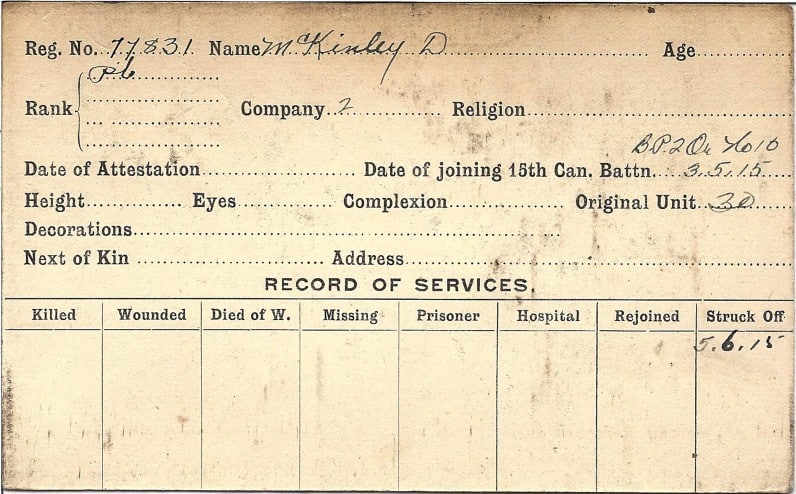 Reg. No. 77831 Name McKinley D Age
Rank Pte Company 2 Religion
Date of Attestation Date of joining 15th Can. Battn. 3.5.15
Height Eyes Complexion Original Unit 30
Decorations
Next of Kin Address
RECORD OF SERVICES.
Killed Wounded Died of W. Missing Prisoner Hospital Rejoined Struck Off
5.6.15